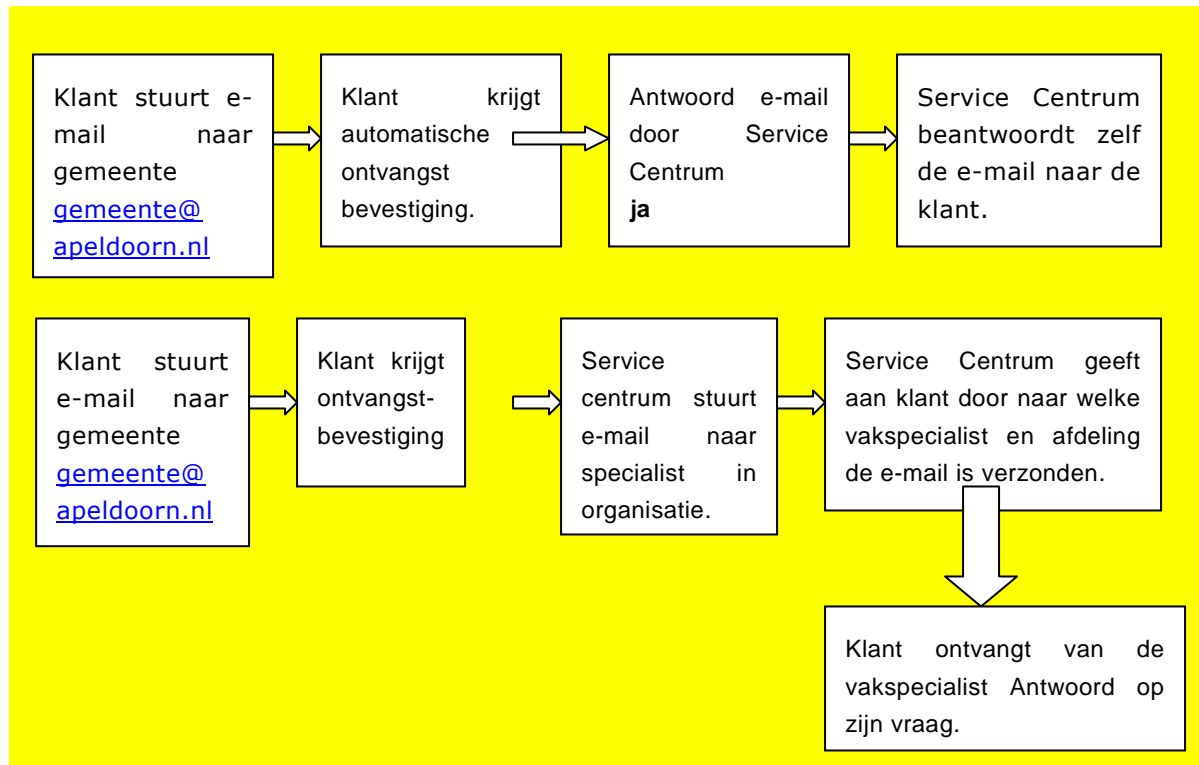 Klant stuurt e-
mail naar
gemeente
gemeente@
apeldoorn.nl
Klant krijgt
automatische
ontvangst
bevestiging.
Antwoord e-mail
door Service
Centrum
ja
Service Centrum
beantwoordt zelf
de e-mail naar de
klant.
Klant stuurt
e-mail naar
gemeente
gemeente@
apeldoorn.nl
Klant krijgt
ontvangst-
bevestiging
Service
centrum stuurt
e-mail naar
specialist in
organisatie.
Service Centrum geeft
aan klant door naar welke
vakspecialist en afdeling
de e-mail is verzonden.
Klant ontvangt van de
vakspecialist Antwoord op
zijn vraag.